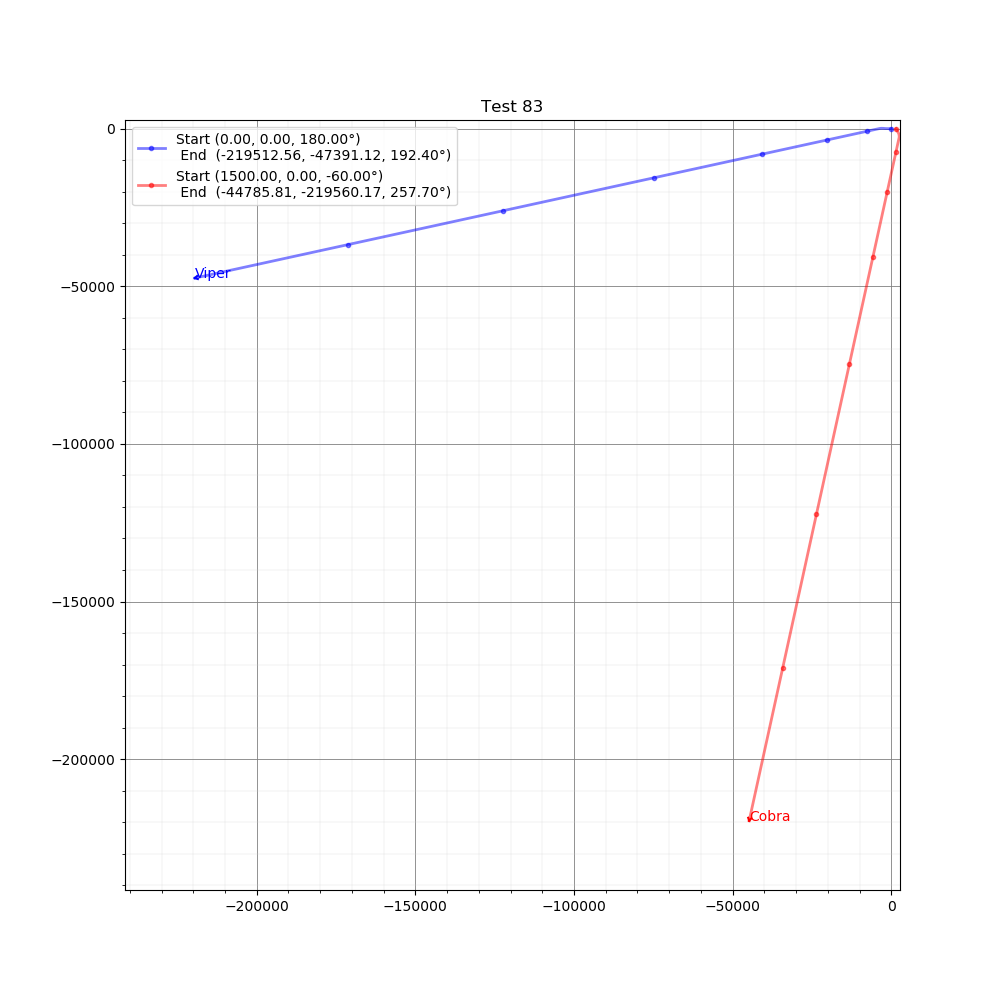 Test 83
Start (0.00, 0.00, 180.00°)
End  (-219512.56, -47391.12, 192.40°)
Start (1500.00, 0.00, -60.00°)
End  (-44785.81, -219560.17, 257.70°)
0
−50000
−100000
−150000
−200000
Viper
Cobra
−200000
−150000
−100000
−50000
0